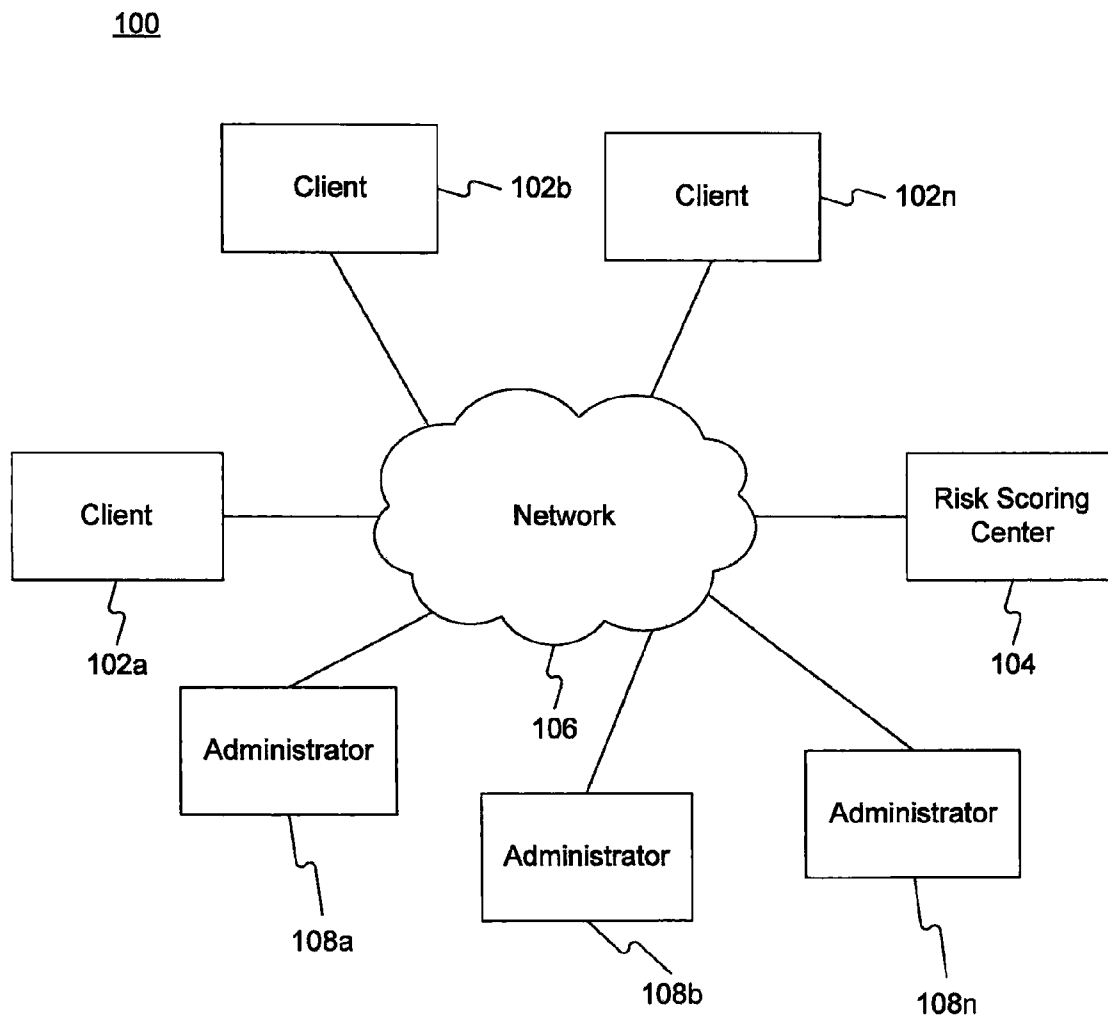 100
Client
102b
Client
102n
Client
102a
Network
106
Risk Scoring
Center
104
Administrator
108a
Administrator
108b
Administrator
108n